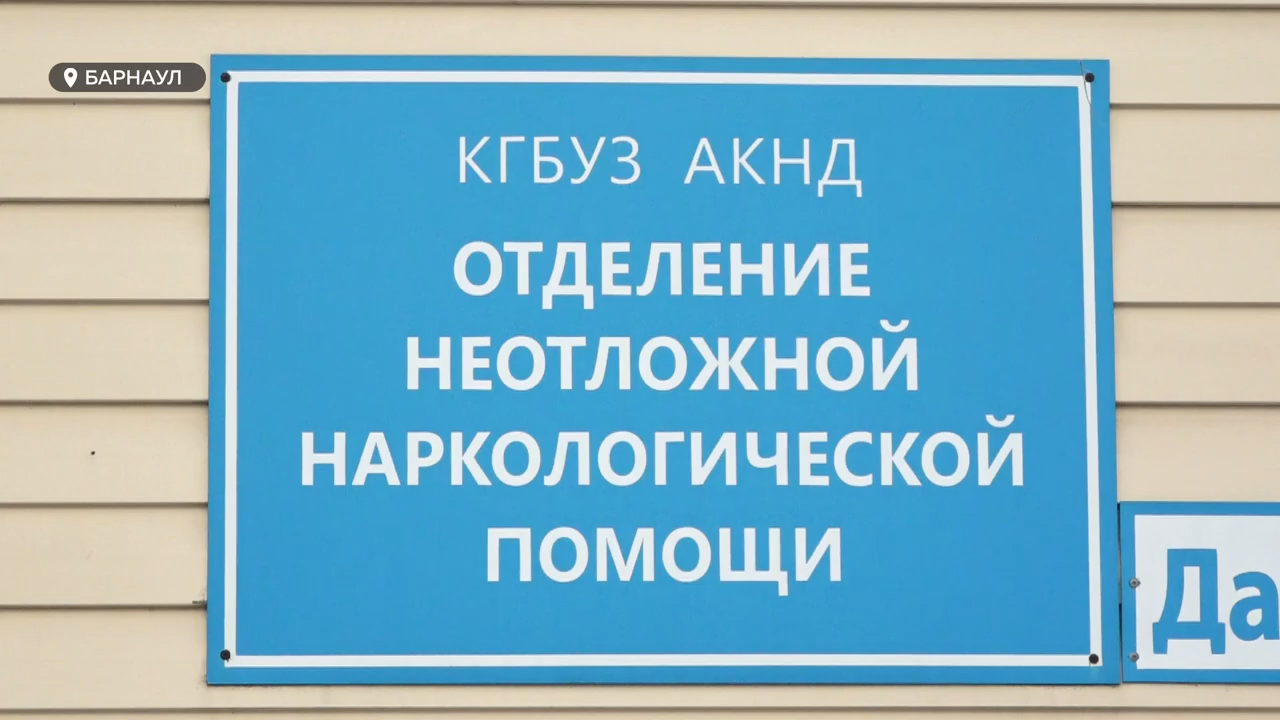 БАРНАУЛ
КГБУЗ АКНД
ОТДЕЛЕНИЕ
НЕОТЛОЖНОЙ
НАРКОЛОГИЧЕСКОЙ
ПОМОЩИ